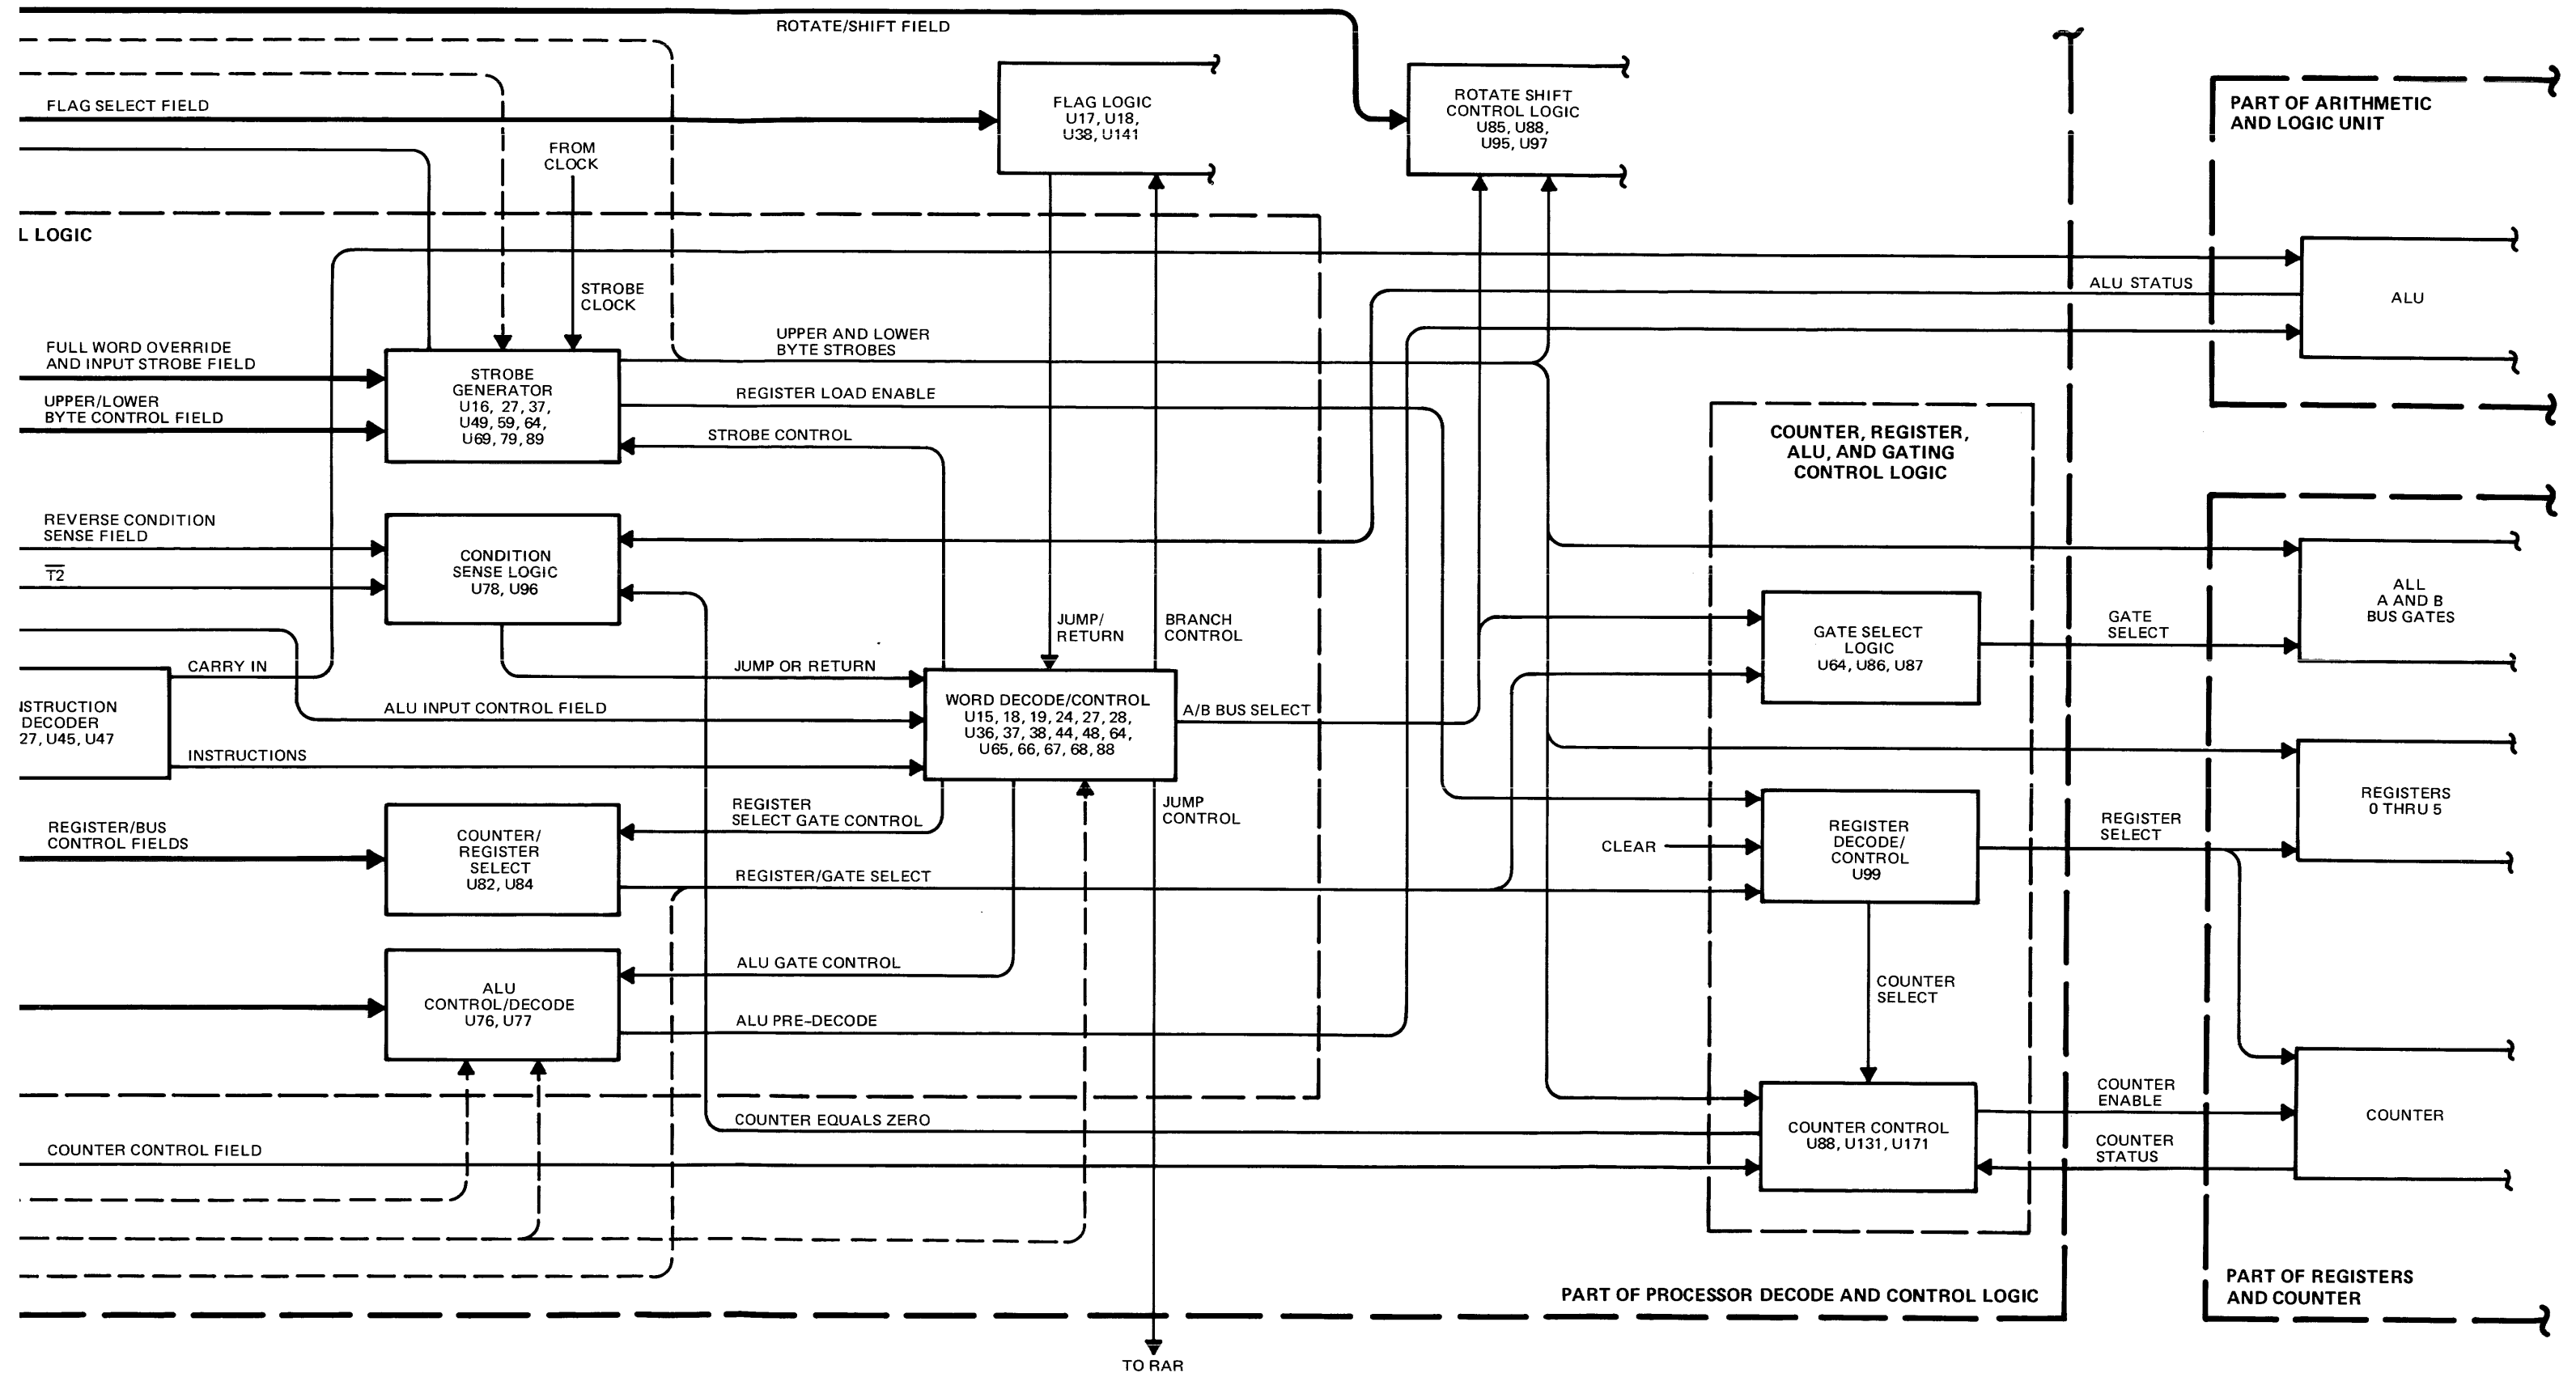 ROTATE/SHIFT FIELD
FLAG SELECT FIELD
FROM
CLOCK
FLAG LOGIC
U17, U18,
U38, U141
ROTATE SHIFT
CONTROL LOGIC
U85, U88,
U95, U97
PART OF ARITHMETIC
AND LOGIC UNIT
L LOGIC
STROBE
CLOCK
ALU STATUS
ALU
FULL WORD OVERRIDE
AND INPUT STROBE FIELD
UPPER/LOWER
BYTE CONTROL FIELD
STROBE
GENERATOR
U16, 27, 37,
U49, 59, 64,
U69, 79, 89
UPPER AND LOWER
BYTE STROBES
REGISTER LOAD ENABLE
STROBE CONTROL
COUNTER, REGISTER,
ALU, AND GATING
CONTROL LOGIC
REVERSE CONDITION
SENSE FIELD
T2
CONDITION
SENSE LOGIC
U78, U96
JUMP/
RETURN
BRANCH
CONTROL
GATE SELECT
LOGIC
U64, U86, U87
GATE
SELECT
ALL
A AND B
BUS GATES
CARRY IN
JUMP OR RETURN
ISTRUCTION
DECODER
27, U45, U47
ALU INPUT CONTROL FIELD
INSTRUCTIONS
WORD DECODE/CONTROL
U15, 18, 19, 24, 27, 28,
U36, 37, 38, 44, 48, 64,
U65, 66, 67, 68, 88
A/B BUS SELECT
REGISTER/BUS
CONTROL FIELDS
COUNTER/
REGISTER
SELECT
U82, U84
REGISTER
SELECT GATE CONTROL
JUMP
CONTROL
REGISTER/GATE SELECT
CLEAR
REGISTER
DECODE/
CONTROL
U99
REGISTER
SELECT
REGISTERS
0 THRU 5
ALU
CONTROL/DECODE
U76, U77
ALU GATE CONTROL
ALU PRE-DECODE
COUNTER
SELECT
COUNTER EQUALS ZERO
COUNTER CONTROL FIELD
COUNTER CONTROL
U88, U131, U171
COUNTER
ENABLE
COUNTER
STATUS
COUNTER
PART OF PROCESSOR DECODE AND CONTROL LOGIC
PART OF REGISTERS
AND COUNTER
TO RAR